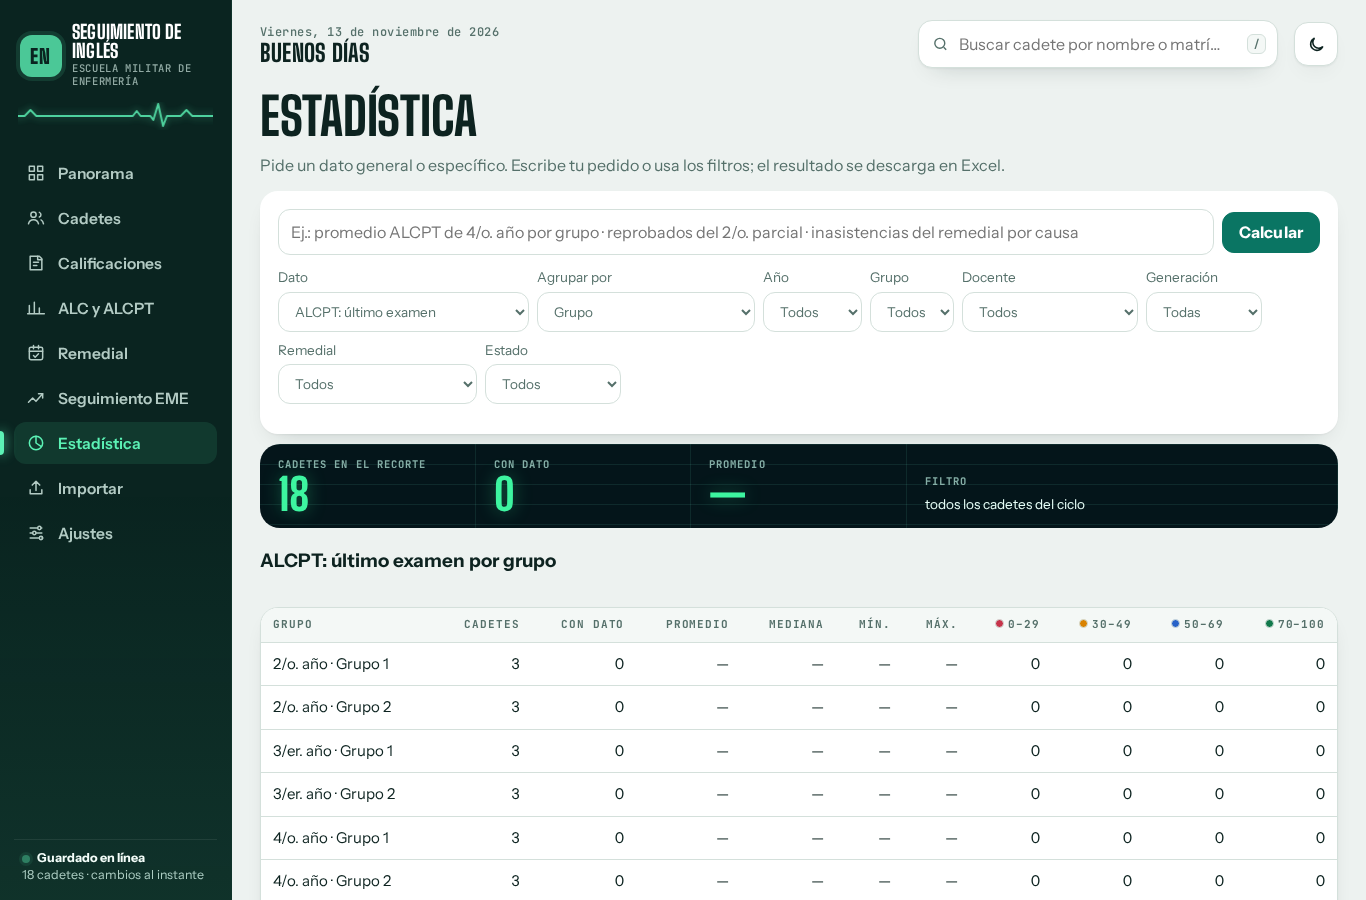 EN
SEGUIMIENTO DE
INGLÉS
ESCUELA MILITAR DE
ENFERMERÍA
Panorama
Cadetes
Calificaciones
ALC y ALCPT
Remedial
Seguimiento EME
Estadística
Importar
Ajustes
Guardado en línea
18 cadetes · cambios al instante
Viernes, 13 de noviembre de 2026
BUENOS DÍAS
Buscar cadete por nombre o matrí… /
ESTADÍSTICA
Pide un dato general o específico. Escribe tu pedido o usa los filtros; el resultado se descarga en Excel.
Ej.: promedio ALCPT de 4/o. año por grupo · reprobados del 2/o. parcial · inasistencias del remedial por causa
Calcular
Dato Agrupar por Año Grupo Docente Generación
ALCPT: último examen Grupo Todos Todos Todos Todas
Remedial Estado
Todos Todos
CADETES EN EL RECORTE CON DATO PROMEDIO FILTRO
18 0 — todos los cadetes del ciclo
ALCPT: último examen por grupo
GRUPO CADETES CON DATO PROMEDIO MEDIANA MÍN. MÁX. 0–29 30–49 50–69 70–100
2/o. año · Grupo 1 3 0 — — — — 0 0 0 0
2/o. año · Grupo 2 3 0 — — — — 0 0 0 0
3/er. año · Grupo 1 3 0 — — — — 0 0 0 0
3/er. año · Grupo 2 3 0 — — — — 0 0 0 0
4/o. año · Grupo 1 3 0 — — — — 0 0 0 0
4/o. año · Grupo 2 3 0 — — — — 0 0 0 0